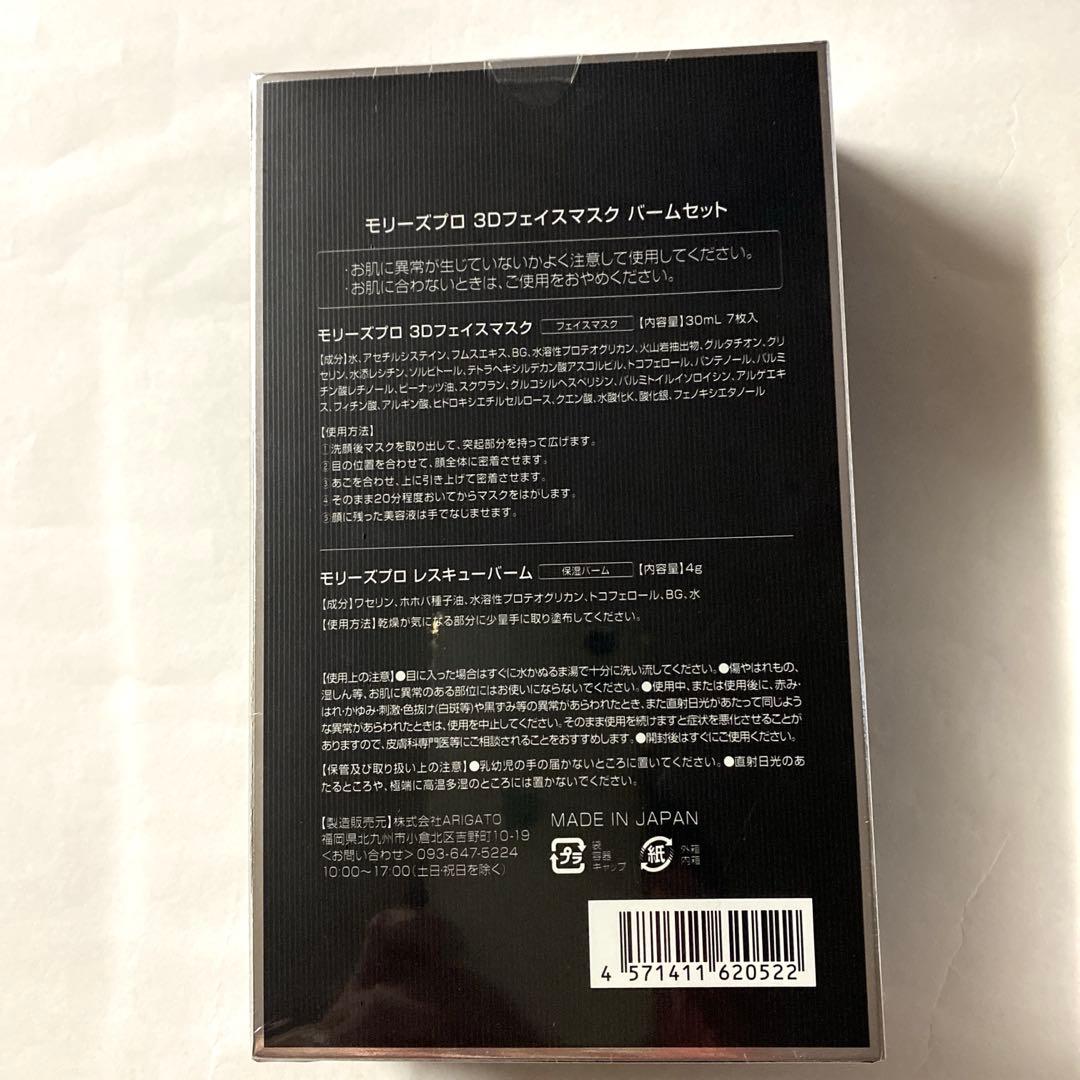 モリーズプロ 3Dフェイスマスク バームセット
・お肌に異常が生じていないかよく注意して使用してください。
・お肌に合わないときは、ご使用をおやめください。
モリーズプロ 3Dフェイスマスク フェイスマスク 【内容量】30mL 7枚入
【成分】水、アセチルシステイン、フムスエキス、BG、水溶性プロテオグリカン、火山岩抽出物、グルタチオン、グリ
セリン、水添レシチン、ソルビトール、テトラヘキシルデカン酸アスコルビル、トコフェロール、パンテノール、パルミ
チン酸レチノール、ピーナッツ油、スクワラン、グルコシルヘスペリジン、パルミトイルイソロイシン、アルゲエキ
ス、フィチン酸、アルギン酸、ヒドロキシエチルセルロース、クエン酸、水酸化K、酸化銀、フェノキシエタノール
【使用方法】
1 洗顔後マスクを取り出して、突起部分を持って広げます。
2 目の位置を合わせて、顔全体に密着させます。
3 あごを合わせ、上に引き上げて密着させます。
4 そのまま20分程度おいてからマスクをはがします。
5 顔に残った美容液は手でなじませます。
モリーズプロ レスキューバーム 保湿バーム 【内容量】4g
【成分】ワセリン、ホホバ種子油、水溶性プロテオグリカン、トコフェロール、BG、水
【使用方法】乾燥が気になる部分に少量手に取り塗布してください。
【使用上の注意】●目に入った場合はすぐに水かぬるま湯で十分に洗い流してください。●傷やはれもの、
湿しん等、お肌に異常のある部位にはお使いにならないでください。●使用中、または使用後に、赤み・
はれ・かゆみ・刺激・色抜け(白斑等)や黒ずみ等の異常があらわれたとき、また直射日光があたって同じよう
な異常があらわれたときは、使用を中止してください。そのまま使用を続けますと症状を悪化させることが
ありますので、皮膚科専門医等にご相談されることをおすすめします。●開封後はすぐにご使用ください。
【保管及び取り扱い上の注意】●乳幼児の手の届かないところに置いてください。●直射日光のあ
たるところや、極端に高温多湿のところには置かないでください。
【製造販売元】株式会社ARIGATO
福岡県北九州市小倉北区吉野町10-19
<お問い合わせ> 093-647-5224
10:00〜17:00(土日・祝日を除く)
MADE IN JAPAN
プラ 袋 容器 キャップ
紙 外箱 内箱
4 571411 620522